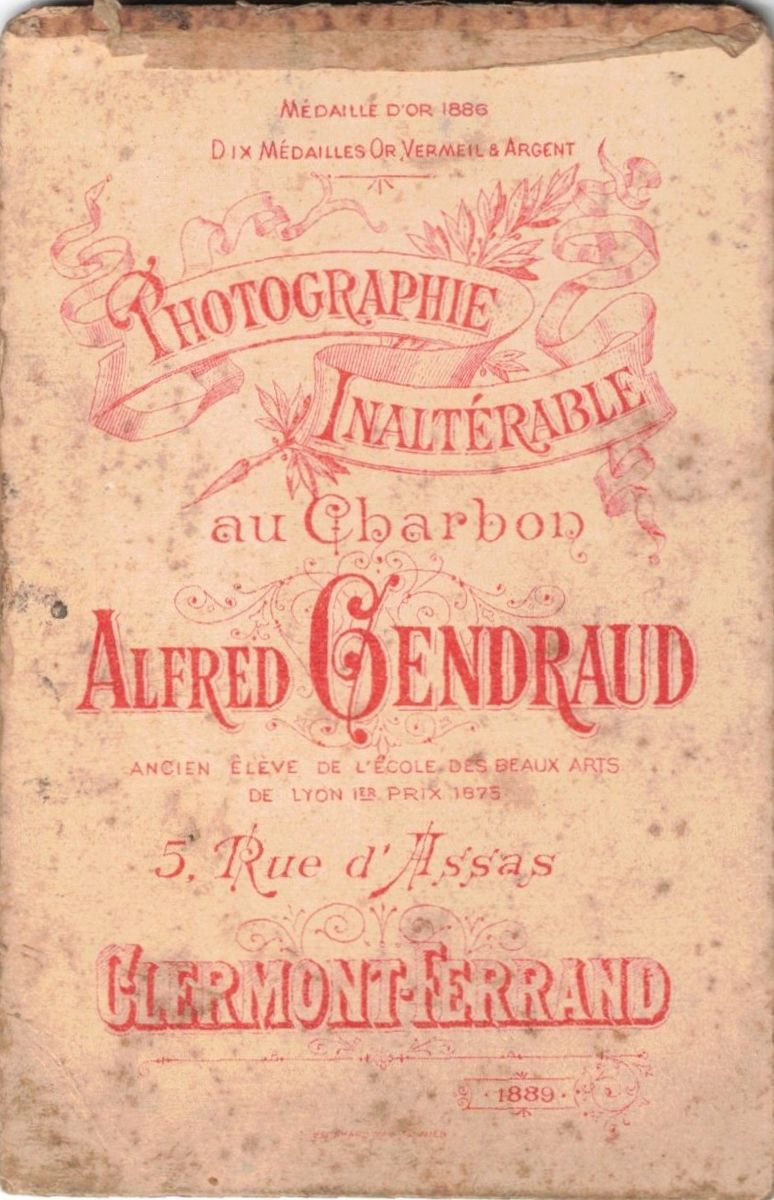 MÉDAILLE D'OR 1886
DIX MÉDAILLES OR, VERMEIL & ARGENT
PHOTOGRAPHIE
INALTÉRABLE
au Charbon
ALFRED GENDRAUD
ANCIEN ÉLÈVE DE L'ÉCOLE DES BEAUX ARTS
DE LYON 1ER PRIX 1875
5, Rue d'Assas
CLERMONT-FERRAND
· 1889 ·